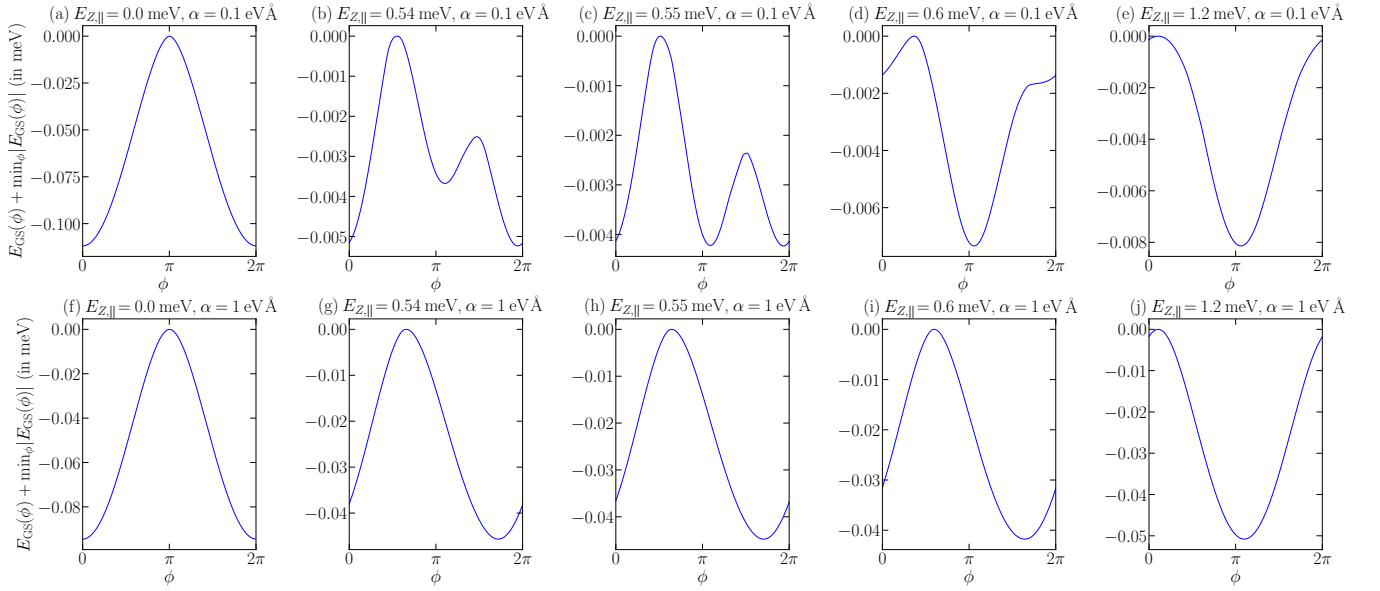 (a) E_{Z,||} = 0.0 meV, α = 0.1 eVÅ
(b) E_{Z,||} = 0.54 meV, α = 0.1 eVÅ
(c) E_{Z,||} = 0.55 meV, α = 0.1 eVÅ
(d) E_{Z,||} = 0.6 meV, α = 0.1 eVÅ
(e) E_{Z,||} = 1.2 meV, α = 0.1 eVÅ
E_{GS}(ϕ) + min_ϕ|E_{GS}(ϕ)| (in meV)
0.000
−0.025
−0.050
−0.075
−0.100
0 π 2π
ϕ
0.000
−0.001
−0.002
−0.003
−0.004
−0.005
0 π 2π
ϕ
0.000
−0.001
−0.002
−0.003
−0.004
0 π 2π
ϕ
0.000
−0.002
−0.004
−0.006
0 π 2π
ϕ
0.000
−0.002
−0.004
−0.006
−0.008
0 π 2π
ϕ
(f) E_{Z,||} = 0.0 meV, α = 1 eVÅ
(g) E_{Z,||} = 0.54 meV, α = 1 eVÅ
(h) E_{Z,||} = 0.55 meV, α = 1 eVÅ
(i) E_{Z,||} = 0.6 meV, α = 1 eVÅ
(j) E_{Z,||} = 1.2 meV, α = 1 eVÅ
E_{GS}(ϕ) + min_ϕ|E_{GS}(ϕ)| (in meV)
0.00
−0.02
−0.04
−0.06
−0.08
0 π 2π
ϕ
0.00
−0.01
−0.02
−0.03
−0.04
0 π 2π
ϕ
0.00
−0.01
−0.02
−0.03
−0.04
0 π 2π
ϕ
0.00
−0.01
−0.02
−0.03
−0.04
0 π 2π
ϕ
0.00
−0.01
−0.02
−0.03
−0.04
−0.05
0 π 2π
ϕ